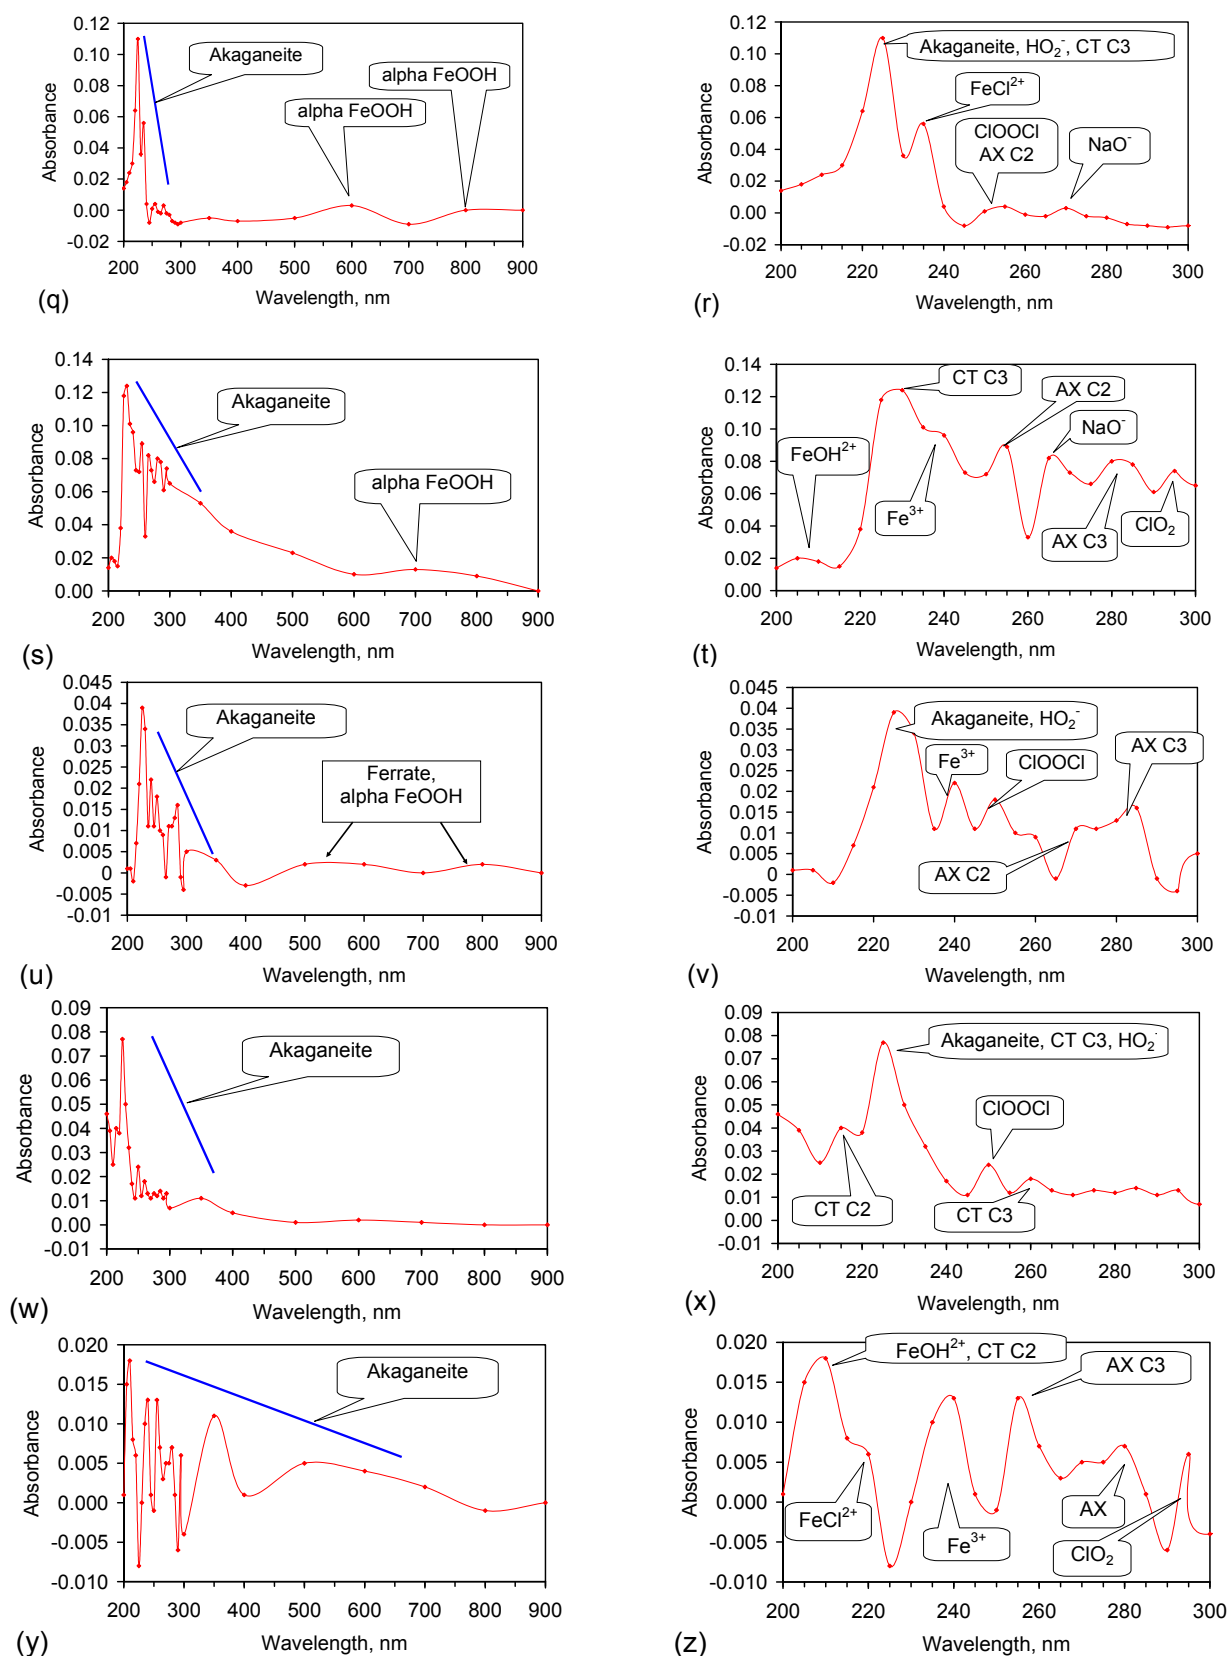 0.12
0.10
0.08
0.06
0.04
0.02
0.00
-0.02
Absorbance
Akaganeite
alpha FeOOH
alpha FeOOH
200 300 400 500 600 700 800 900
Wavelength, nm
(q)
0.12
0.10
0.08
0.06
0.04
0.02
0.00
-0.02
Absorbance
Akaganeite, HO₂⁻, CT C3
FeCl²⁺
ClOOCl
AX C2
NaO⁻
200 220 240 260 280 300
Wavelength, nm
(r)
0.14
0.12
0.10
0.08
0.06
0.04
0.02
0.00
Absorbance
Akaganeite
alpha FeOOH
200 300 400 500 600 700 800 900
Wavelength, nm
(s)
0.14
0.12
0.10
0.08
0.06
0.04
0.02
0.00
Absorbance
CT C3
AX C2
NaO⁻
FeOH²⁺
Fe³⁺
AX C3
ClO₂
200 220 240 260 280 300
Wavelength, nm
(t)
0.045
0.04
0.035
0.03
0.025
0.02
0.015
0.01
0.005
0
-0.005
-0.01
Absorbance
Akaganeite
Ferrate,
alpha FeOOH
200 300 400 500 600 700 800 900
Wavelength, nm
(u)
0.045
0.04
0.035
0.03
0.025
0.02
0.015
0.01
0.005
0
-0.005
-0.01
Absorbance
Akaganeite, HO₂⁻
Fe³⁺
ClOOCl
AX C3
AX C2
200 220 240 260 280 300
Wavelength, nm
(v)
0.09
0.08
0.07
0.06
0.05
0.04
0.03
0.02
0.01
0.00
-0.01
Absorbance
Akaganeite
200 300 400 500 600 700 800 900
Wavelength, nm
(w)
0.09
0.08
0.07
0.06
0.05
0.04
0.03
0.02
0.01
0.00
-0.01
Absorbance
Akaganeite, CT C3, HO₂⁻
ClOOCl
CT C2
CT C3
200 220 240 260 280 300
Wavelength, nm
(x)
0.020
0.015
0.010
0.005
0.000
-0.005
-0.010
Absorbance
Akaganeite
200 300 400 500 600 700 800 900
Wavelength, nm
(y)
0.020
0.015
0.010
0.005
0.000
-0.005
-0.010
Absorbance
FeOH²⁺, CT C2
AX C3
FeCl²⁺
Fe³⁺
AX
ClO₂
200 220 240 260 280 300
Wavelength, nm
(z)